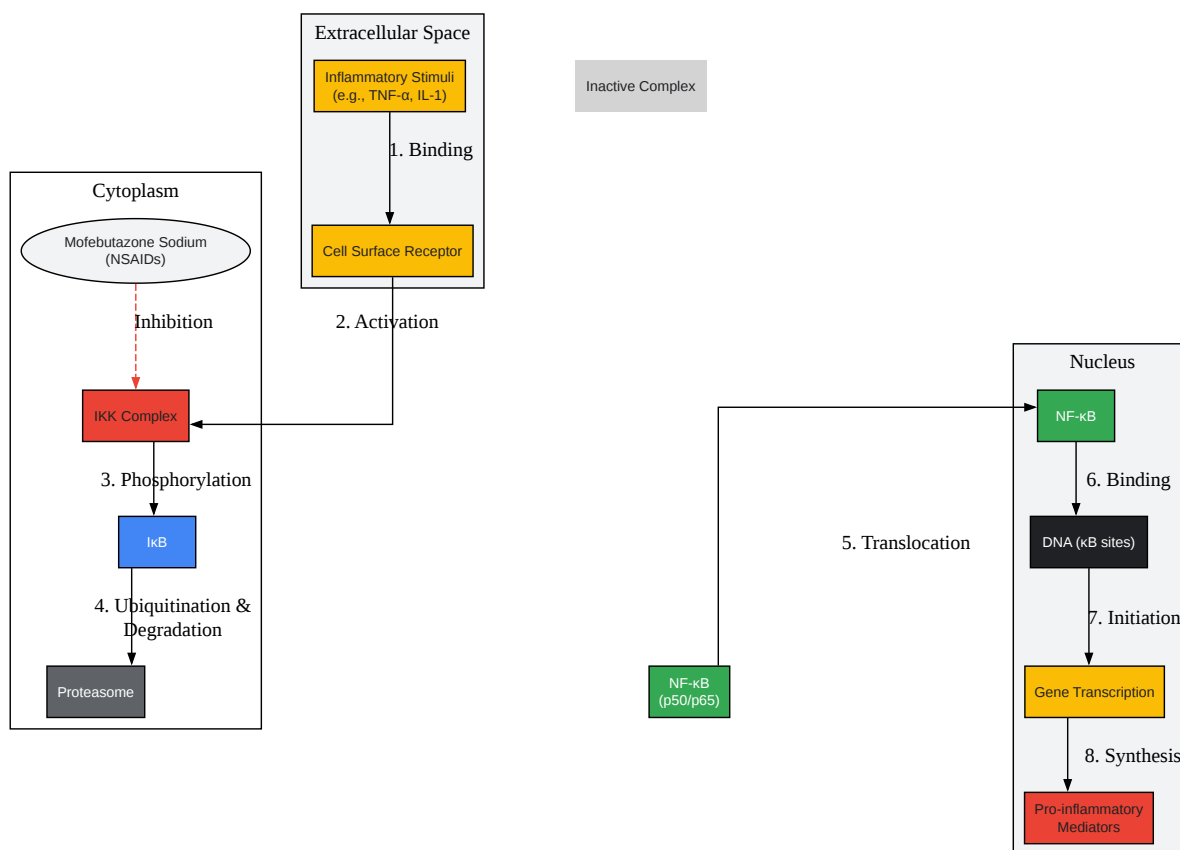 Extracellular Space
Inflammatory Stimuli
(e.g., TNF-α, IL-1)
Inactive Complex
1. Binding
Cytoplasm
Mofebutazone Sodium
(NSAIDs)
Cell Surface Receptor
Inhibition
2. Activation
Nucleus
IKK Complex
NF-κB
3. Phosphorylation
6. Binding
IκB
5. Translocation
DNA (κB sites)
4. Ubiquitination &
Degradation
7. Initiation
Proteasome
NF-κB
(p50/p65)
Gene Transcription
8. Synthesis
Pro-inflammatory
Mediators